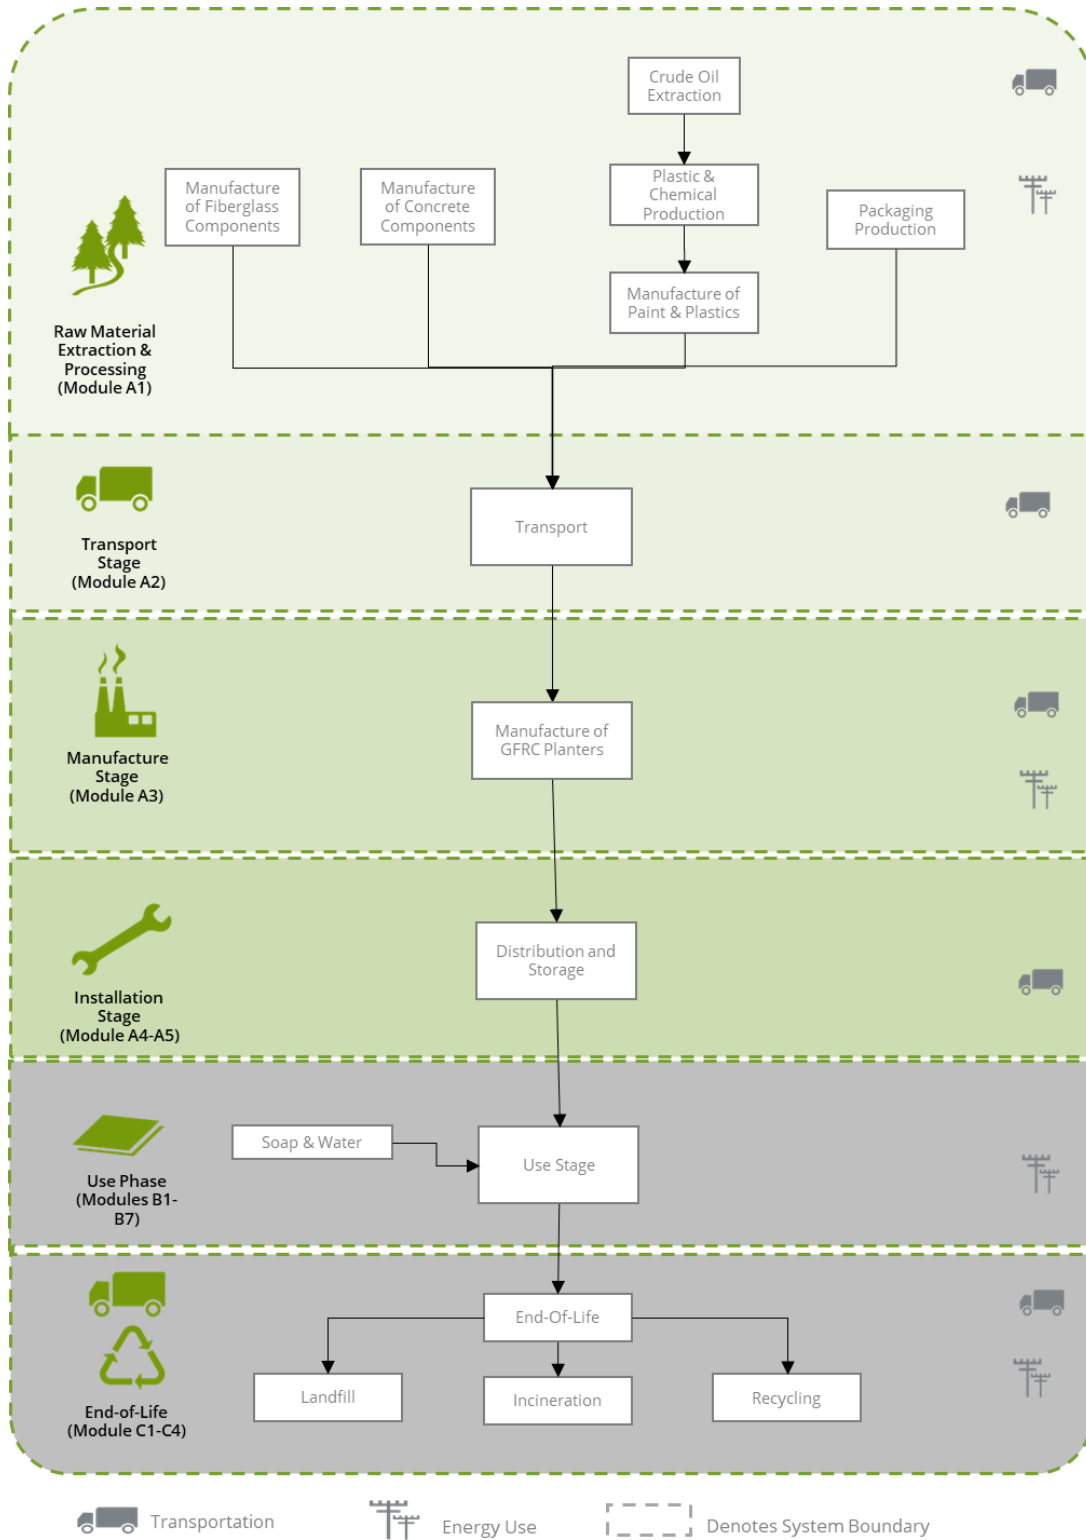 Crude Oil
Extraction
Manufacture
of Fiberglass
Components
Manufacture
of Concrete
Components
Plastic &
Chemical
Production
Packaging
Production
Manufacture of
Paint & Plastics
Raw Material
Extraction &
Processing
(Module A1)
Transport
Transport
Stage
(Module A2)
Manufacture of
GFRC Planters
Manufacture
Stage
(Module A3)
Distribution and
Storage
Installation
Stage
(Module A4-A5)
Soap & Water
Use Stage
Use Phase
(Modules B1-
B7)
End-Of-Life
Landfill
Incineration
Recycling
End-of-Life
(Module C1-C4)
Transportation
Energy Use
Denotes System Boundary